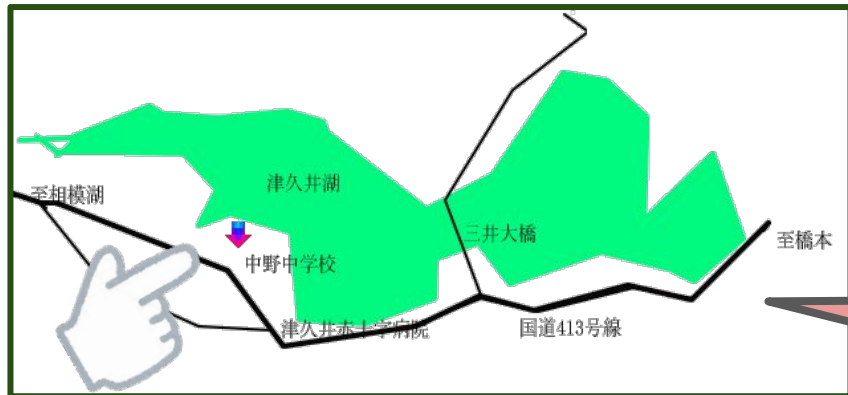 津久井湖
至相模湖
三井大橋
至橋本
中野中学校
津久井赤十字病院
国道413号線